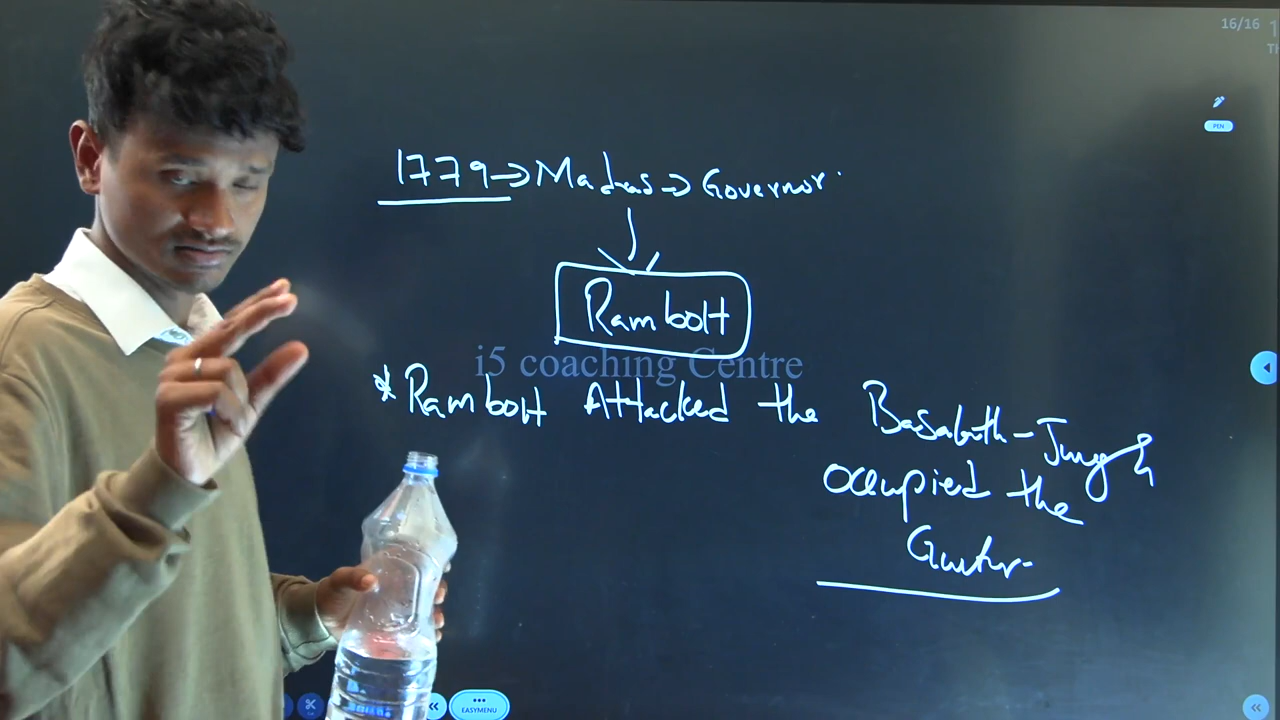 16/16
PEN
1779 → Madras → Governor.
Rambolt
i5 coaching Centre
* Rambolt Attacked the Basalath-Jung &
occupied the
Guntur.
EASYMENU